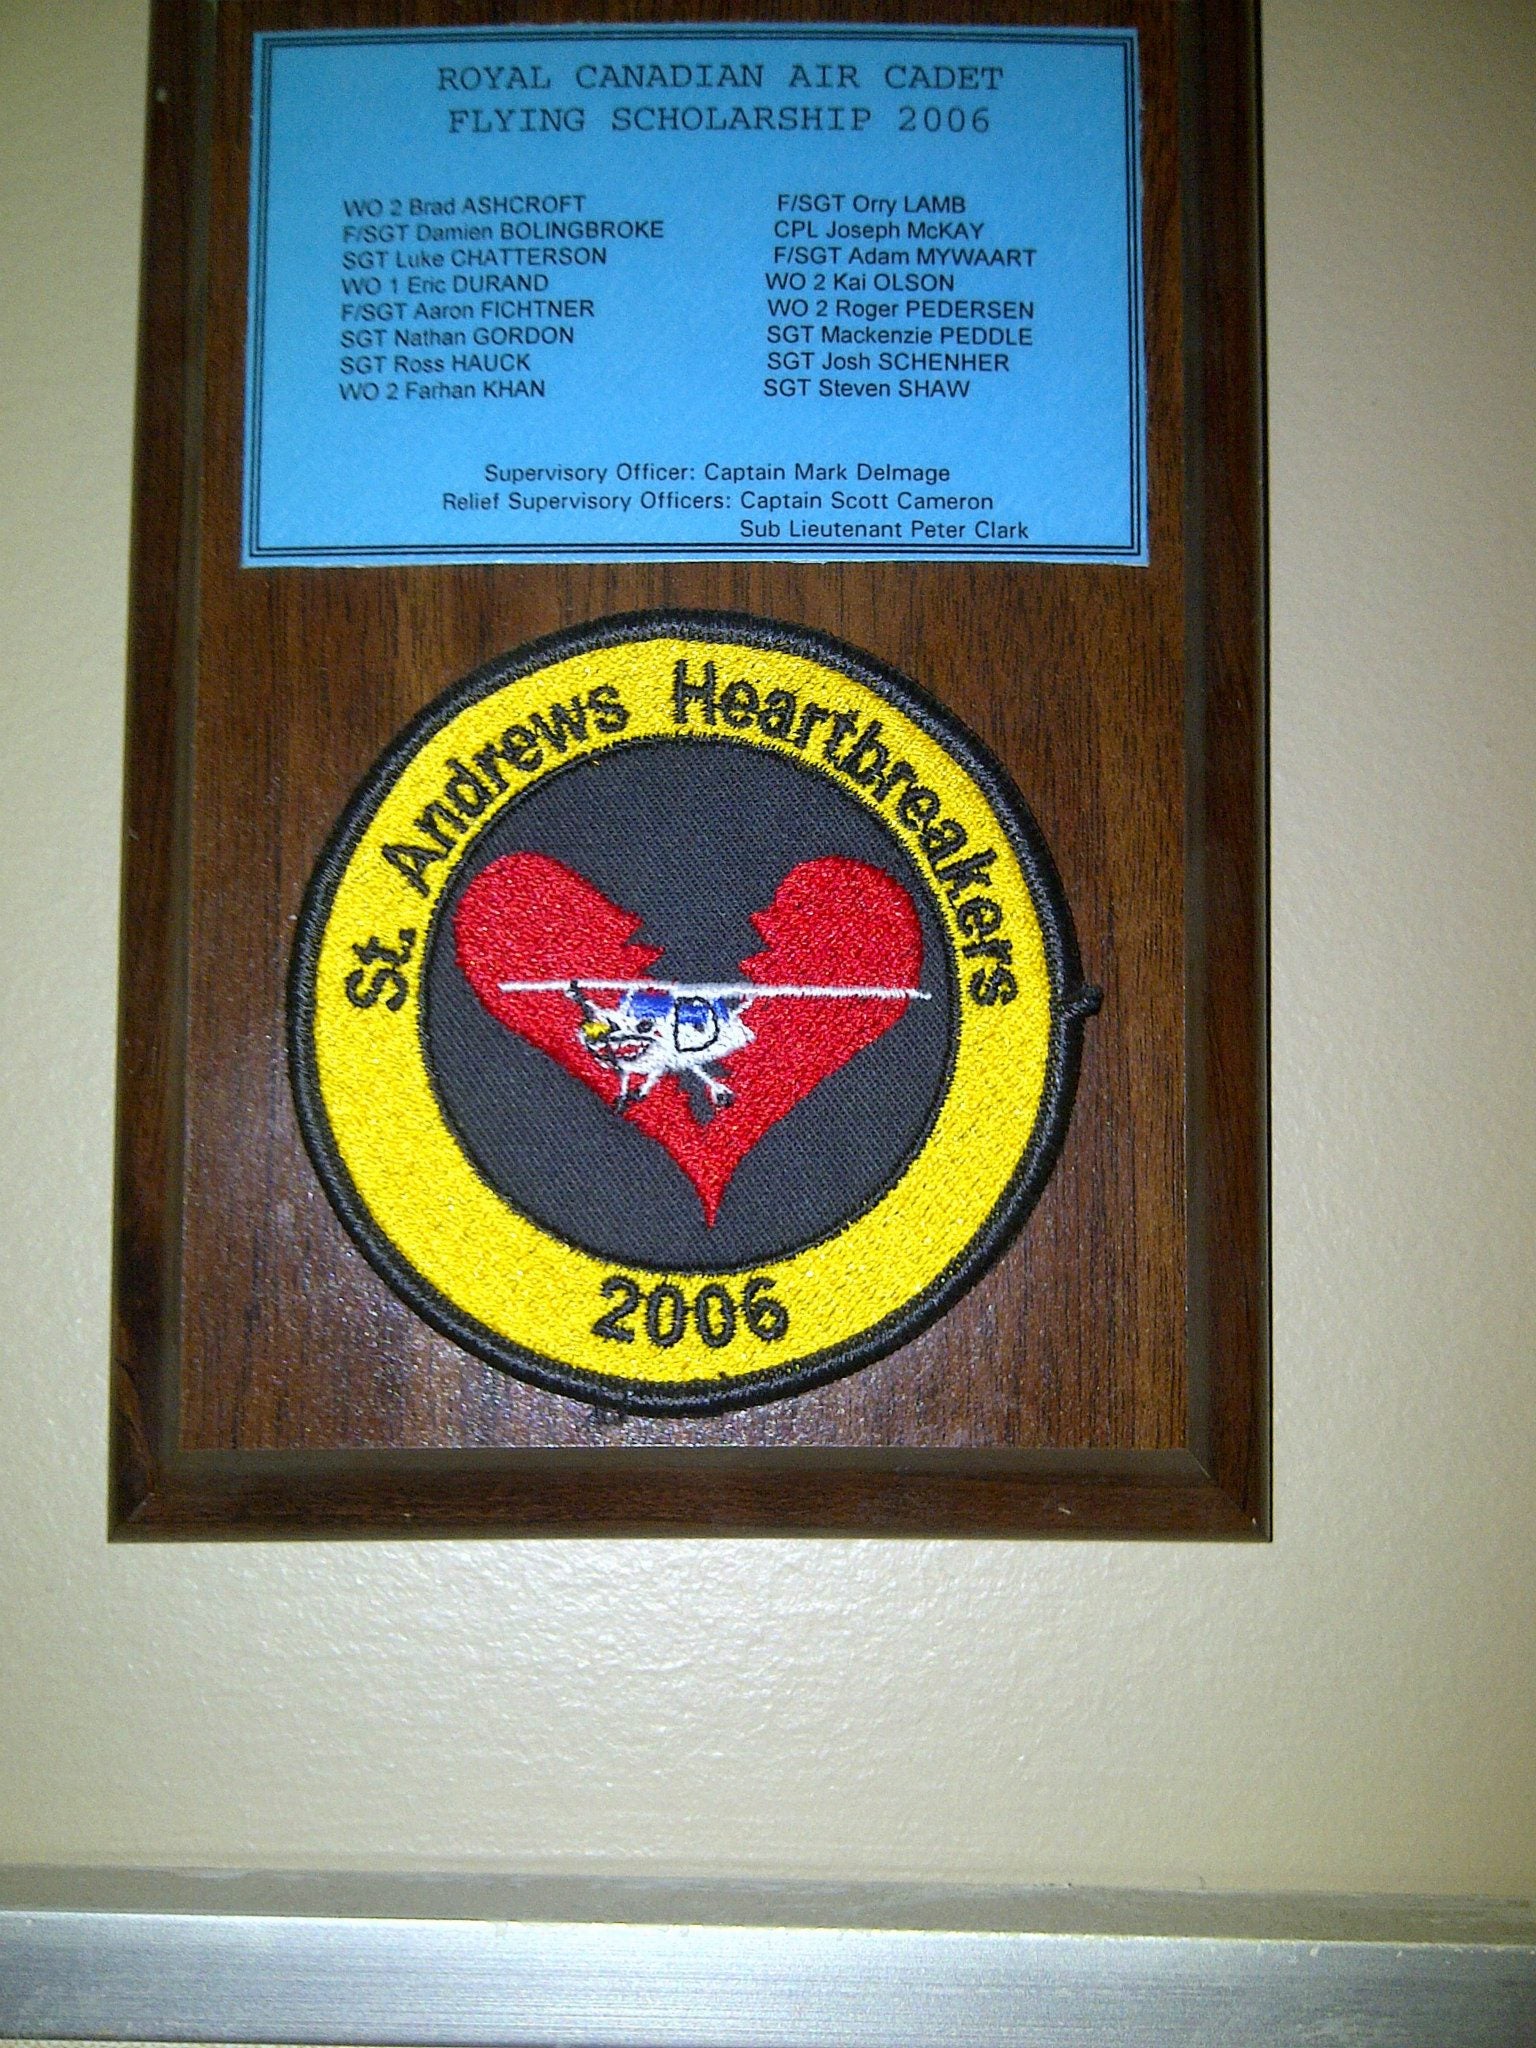 ROYAL CANADIAN AIR CADET
FLYING SCHOLARSHIP 2006
WO 2 Brad ASHCROFT
F/SGT Damien BOLINGBROKE
SGT Luke CHATTERSON
WO 1 Eric DURAND
F/SGT Aaron FICHTNER
SGT Nathan GORDON
SGT Ross HAUCK
WO 2 Farhan KHAN
F/SGT Orry LAMB
CPL Joseph McKAY
F/SGT Adam MYWAART
WO 2 Kai OLSON
WO 2 Roger PEDERSEN
SGT Mackenzie PEDDLE
SGT Josh SCHENHER
SGT Steven SHAW
Supervisory Officer: Captain Mark Delmage
Relief Supervisory Officers: Captain Scott Cameron
Sub Lieutenant Peter Clark
St. Andrews Heartbreakers
2006